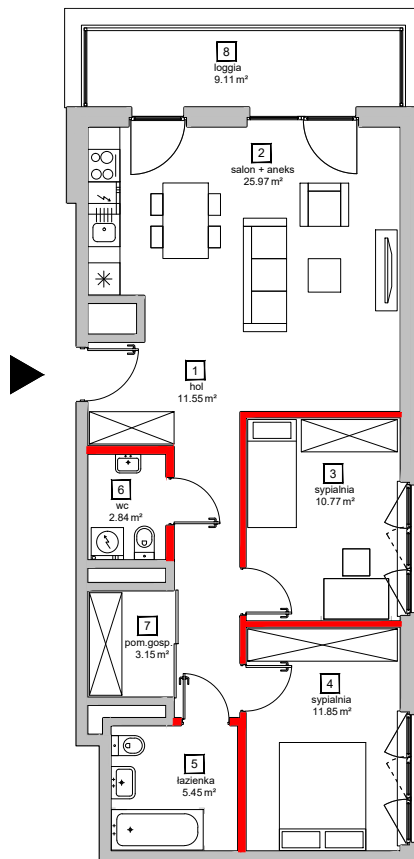 8
loggia
9.11 m²
2
salon + aneks
25.97 m²
1
hol
11.55 m²
3
sypialnia
10.77 m²
6
wc
2.84 m²
7
pom.gosp.
3.15 m²
4
sypialnia
11.85 m²
5
łazienka
5.45 m²